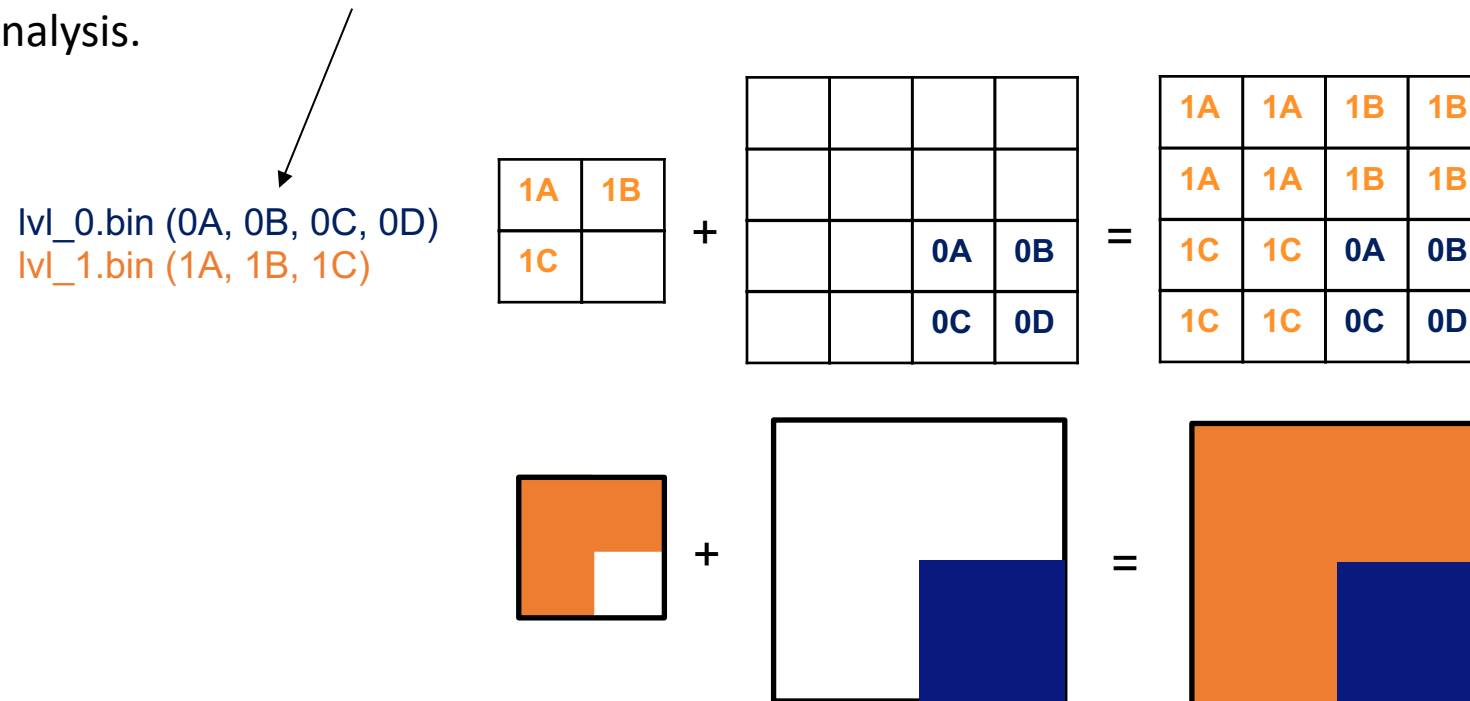 nalysis.
lvl_0.bin (0A, 0B, 0C, 0D)
lvl_1.bin (1A, 1B, 1C)
1A 1B
1C
+
0A 0B
0C 0D
=
1A 1A 1B 1B
1A 1A 1B 1B
1C 1C 0A 0B
1C 1C 0C 0D
+
=